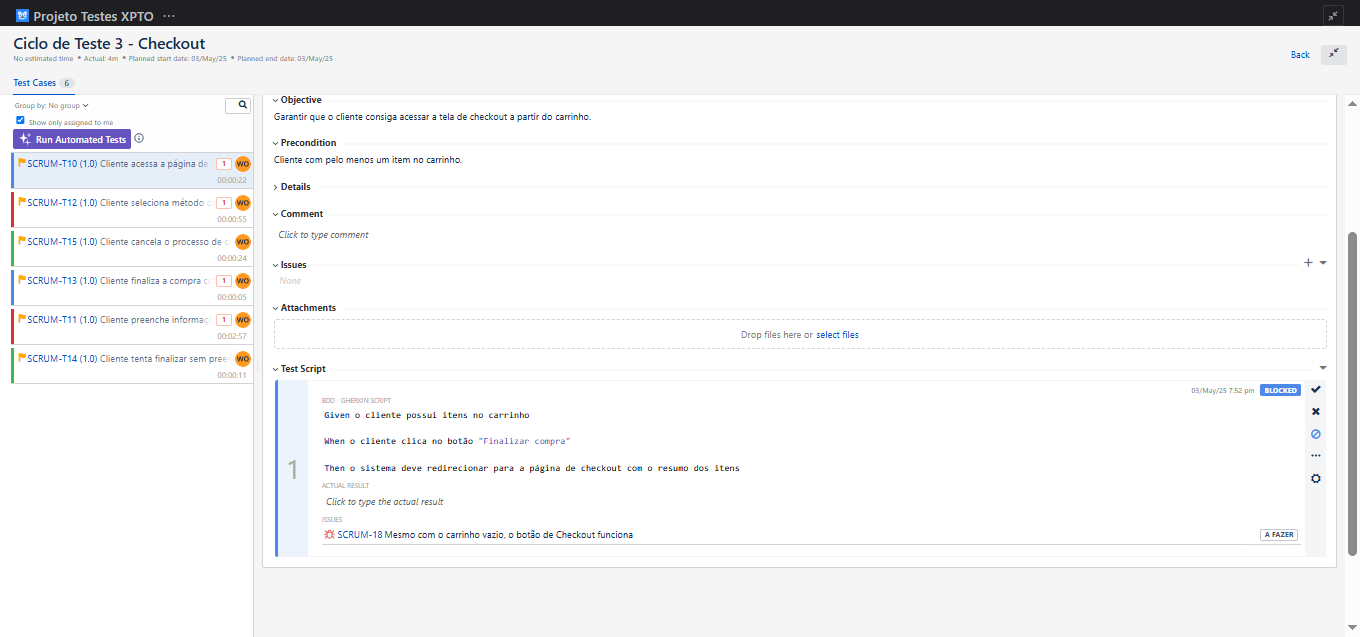 Projeto Testes XPTO ...
Ciclo de Teste 3 - Checkout
No estimated time • Actual: 4m • Planned start date: 03/May/25 • Planned end date: 03/May/25
Back
Test Cases 6
Group by: No group
Show only assigned to me
Run Automated Tests
SCRUM-T10 (1.0) Cliente acessa a página de 1 WO
00:00:22
SCRUM-T12 (1.0) Cliente seleciona método 1 WO
00:00:55
SCRUM-T15 (1.0) Cliente cancela o processo de WO
00:00:24
SCRUM-T13 (1.0) Cliente finaliza a compra 1 WO
00:00:05
SCRUM-T11 (1.0) Cliente preenche informaç 1 WO
00:02:57
SCRUM-T14 (1.0) Cliente tenta finalizar sem pree WO
00:00:11
Objective
Garantir que o cliente consiga acessar a tela de checkout a partir do carrinho.
Precondition
Cliente com pelo menos um item no carrinho.
Details
Comment
Click to type comment
Issues
None
Attachments
Drop files here or select files
Test Script
03/May/25 7:52 pm BLOCKED
1
BDD - GHERKIN SCRIPT
Given o cliente possui itens no carrinho
When o cliente clica no botão "Finalizar compra"
Then o sistema deve redirecionar para a página de checkout com o resumo dos itens
ACTUAL RESULT
Click to type the actual result
ISSUES
SCRUM-18 Mesmo com o carrinho vazio, o botão de Checkout funciona
A FAZER